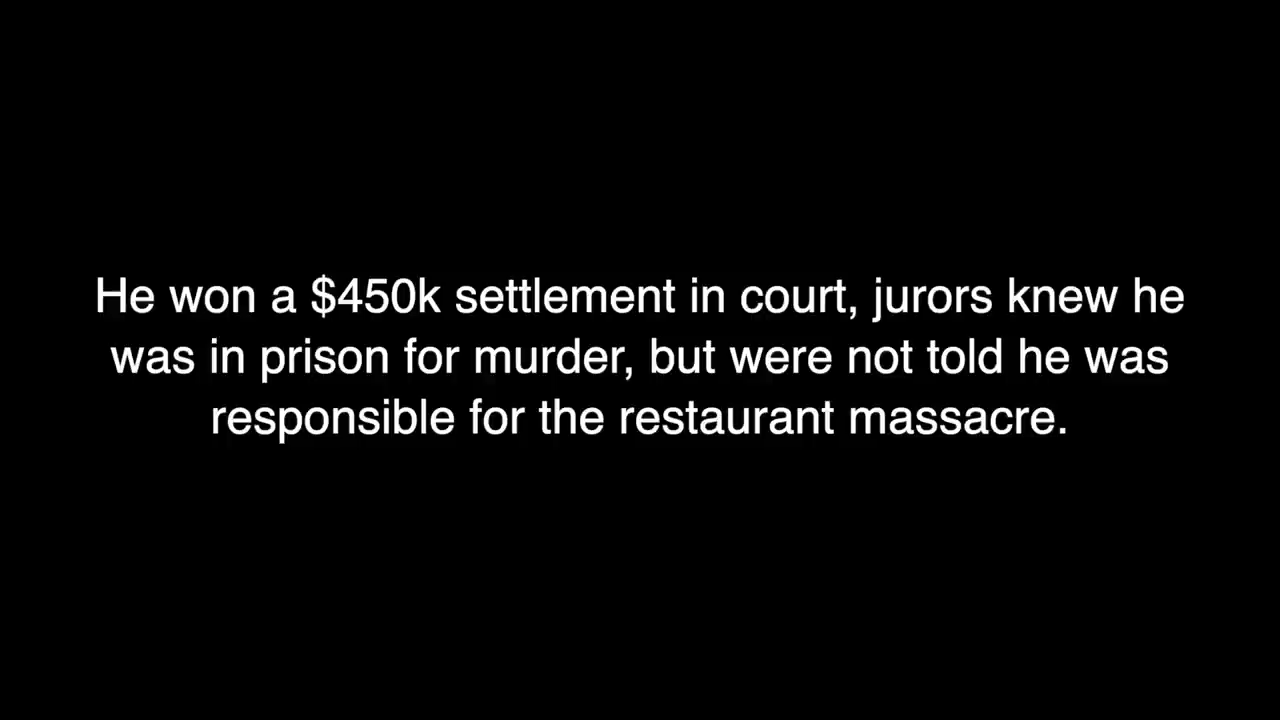 He won a $450k settlement in court, jurors knew he
was in prison for murder, but were not told he was
responsible for the restaurant massacre.